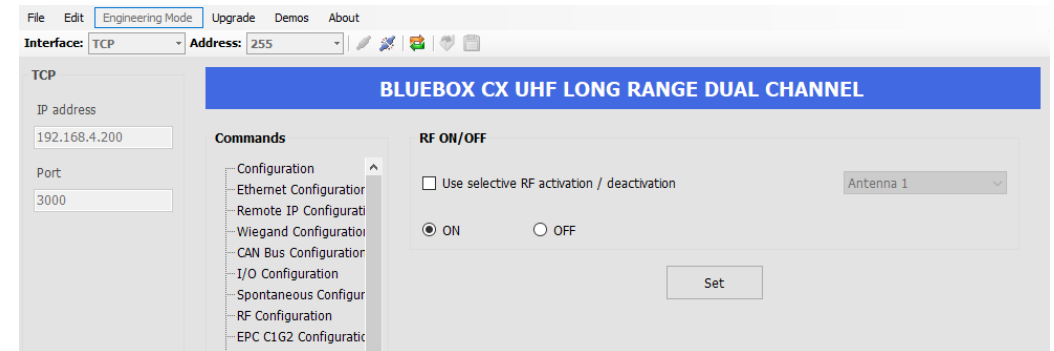 File Edit Engineering Mode Upgrade Demos About
Interface: TCP Address: 255
TCP
IP address
192.168.4.200
Port
3000
BLUEBOX CX UHF LONG RANGE DUAL CHANNEL
Commands
Configuration
Ethernet Configuration
Remote IP Configurati
Wiegand Configuration
CAN Bus Configuration
I/O Configuration
Spontaneous Configur
RF Configuration
EPC C1G2 Configuratic
RF ON/OFF
Use selective RF activation / deactivation Antenna 1
ON OFF
Set